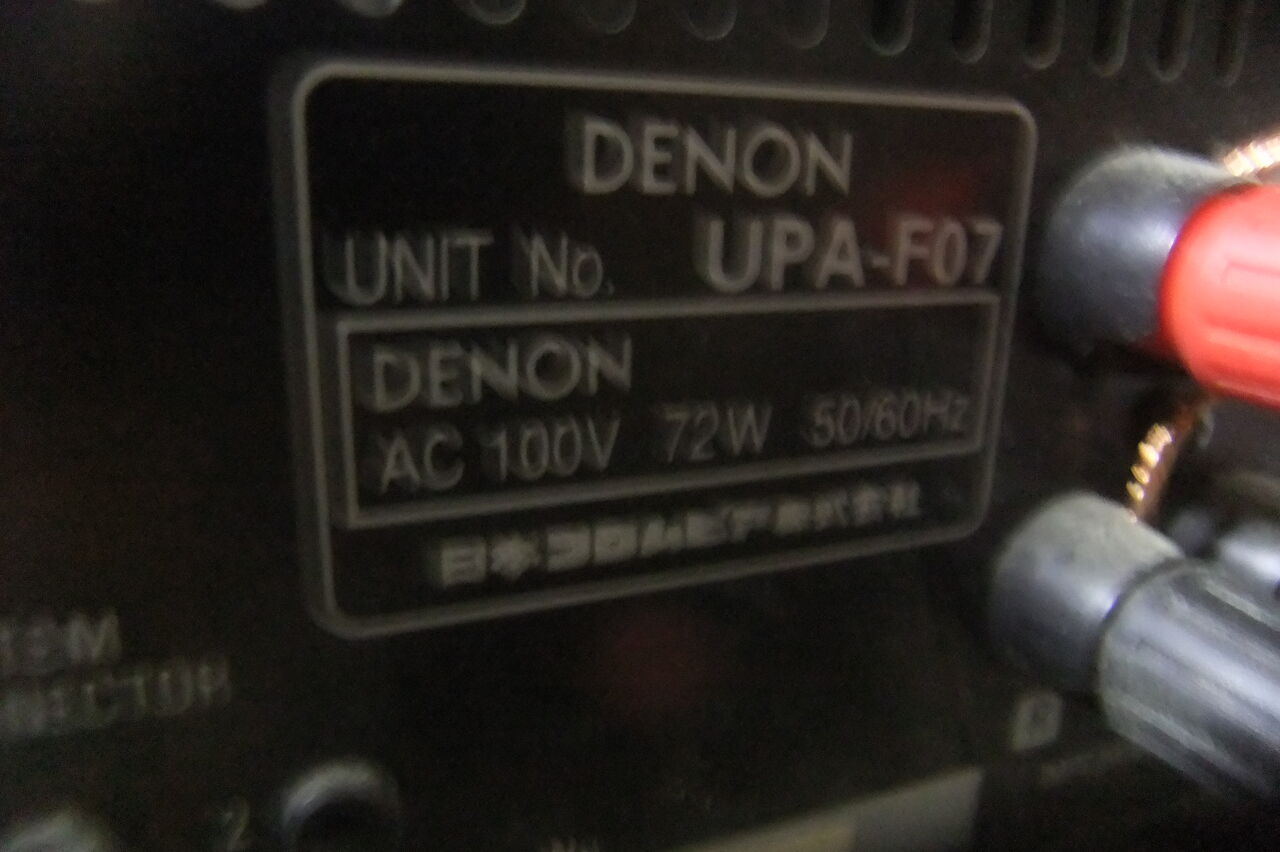 DENON
UNIT No. UPA-F07
DENON
AC 100V 72W 50/60Hz
日本コロムビア株式会社
2